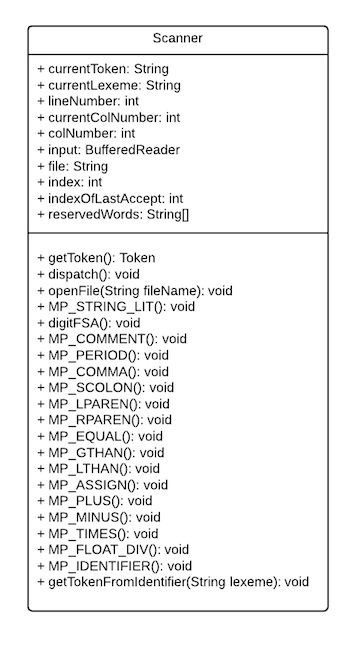 Scanner
+ currentToken: String
+ currentLexeme: String
+ lineNumber: int
+ currentColNumber: int
+ colNumber: int
+ input: BufferedReader
+ file: String
+ index: int
+ indexOfLastAccept: int
+ reservedWords: String[]
+ getToken(): Token
+ dispatch(): void
+ openFile(String fileName): void
+ MP_STRING_LIT(): void
+ digitFSA(): void
+ MP_COMMENT(): void
+ MP_PERIOD(): void
+ MP_COMMA(): void
+ MP_SCOLON(): void
+ MP_LPAREN(): void
+ MP_RPAREN(): void
+ MP_EQUAL(): void
+ MP_GTHAN(): void
+ MP_LTHAN(): void
+ MP_ASSIGN(): void
+ MP_PLUS(): void
+ MP_MINUS(): void
+ MP_TIMES(): void
+ MP_FLOAT_DIV(): void
+ MP_IDENTIFIER(): void
+ getTokenFromIdentifier(String lexeme): void